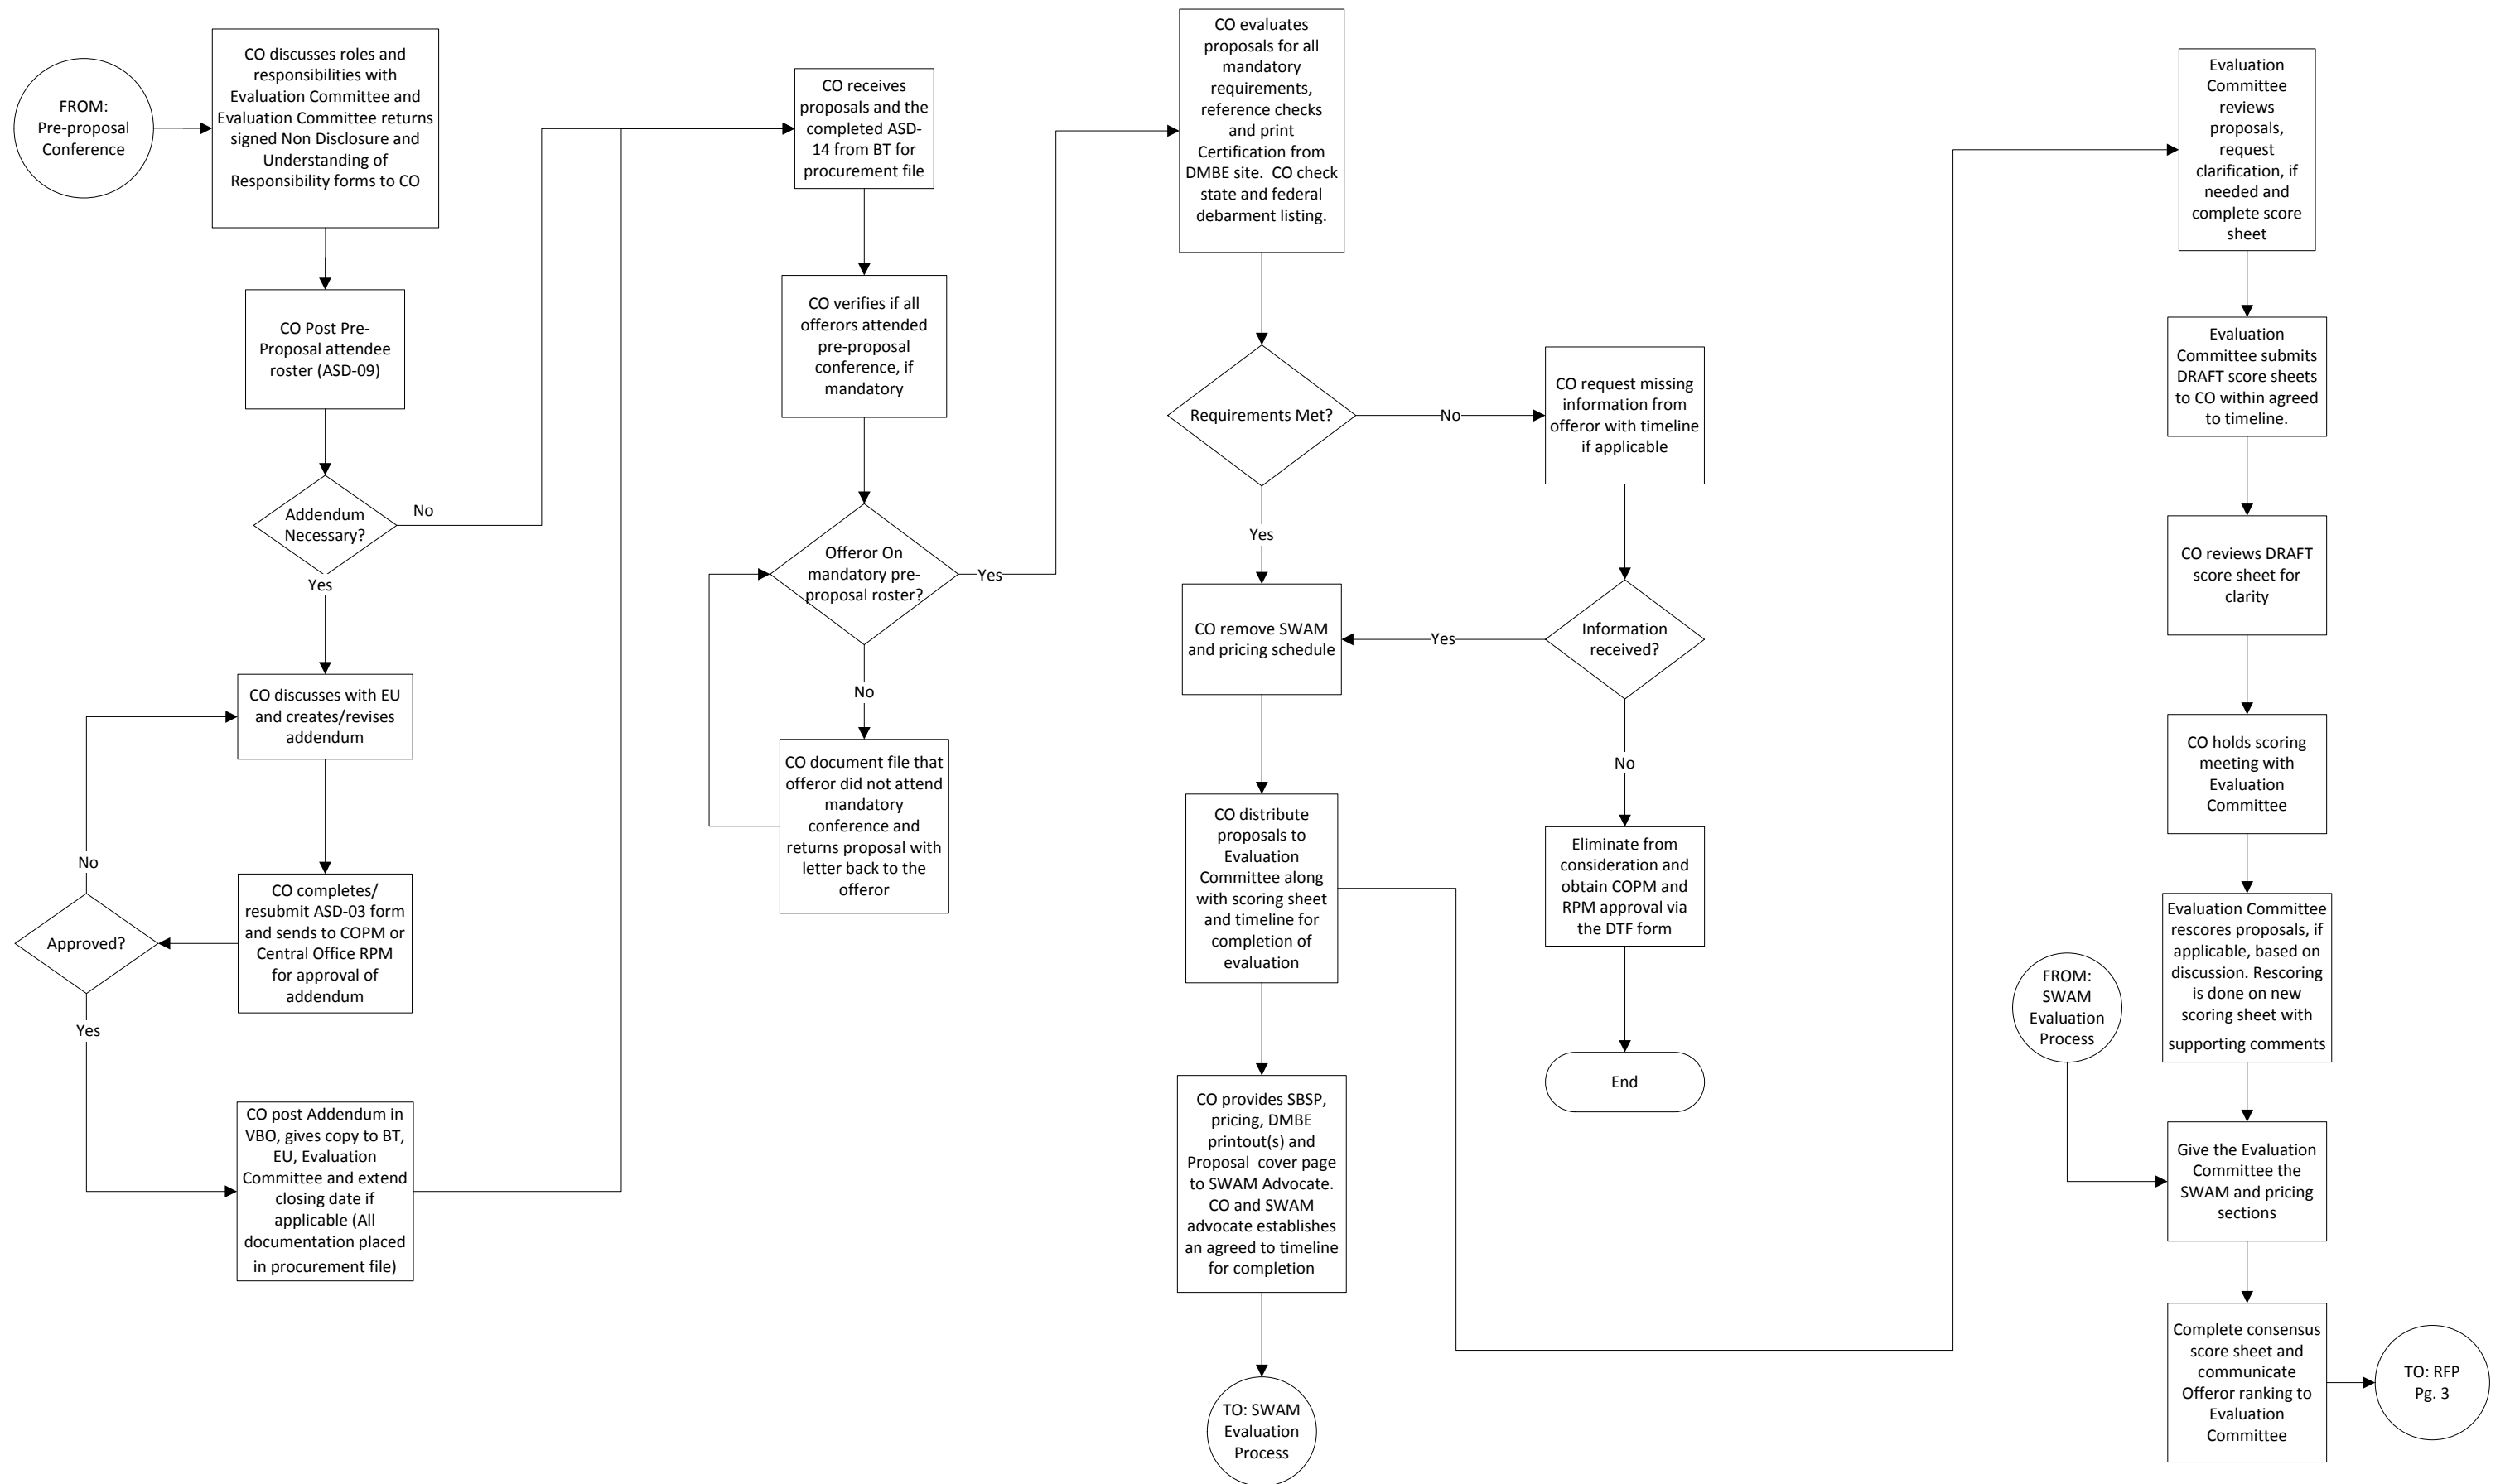 FROM:
Pre-proposal
Conference
CO discusses roles and
responsibilities with
Evaluation Committee and
Evaluation Committee returns
signed Non Disclosure and
Understanding of
Responsibility forms to CO
CO Post Pre-
Proposal attendee
roster (ASD-09)
Addendum
Necessary?
No
Yes
CO discusses with EU
and creates/revises
addendum
CO completes/
resubmit ASD-03 form
and sends to COPM or
Central Office RPM
for approval of
addendum
Approved?
No
Yes
CO post Addendum in
VBO, gives copy to BT,
EU, Evaluation
Committee and extend
closing date if
applicable (All
documentation placed
in procurement file)
CO receives
proposals and the
completed ASD-
14 from BT for
procurement file
CO verifies if all
offerors attended
pre-proposal
conference, if
mandatory
Offeror On
mandatory pre-
proposal roster?
Yes
No
CO document file that
offeror did not attend
mandatory
conference and
returns proposal with
letter back to the
offeror
CO evaluates
proposals for all
mandatory
requirements,
reference checks
and print
Certification from
DMBE site.  CO check
state and federal
debarment listing.
Requirements Met?
No
Yes
CO request missing
information from
offeror with timeline
if applicable
Information
received?
Yes
No
Eliminate from
consideration and
obtain COPM and
RPM approval via
the DTF form
End
CO remove SWAM
and pricing schedule
CO distribute
proposals to
Evaluation
Committee along
with scoring sheet
and timeline for
completion of
evaluation
CO provides SBSP,
pricing, DMBE
printout(s) and
Proposal  cover page
to SWAM Advocate.
CO and SWAM
advocate establishes
an agreed to timeline
for completion
TO: SWAM
Evaluation
Process
Evaluation
Committee
reviews
proposals,
request
clarification, if
needed and
complete score
sheet
Evaluation
Committee submits
DRAFT score sheets
to CO within agreed
to timeline.
CO reviews DRAFT
score sheet for
clarity
CO holds scoring
meeting with
Evaluation
Committee
Evaluation Committee
rescores proposals, if
applicable, based on
discussion. Rescoring
is done on new
scoring sheet with
supporting comments
FROM:
SWAM
Evaluation
Process
Give the Evaluation
Committee the
SWAM and pricing
sections
Complete consensus
score sheet and
communicate
Offeror ranking to
Evaluation
Committee
TO: RFP
Pg. 3